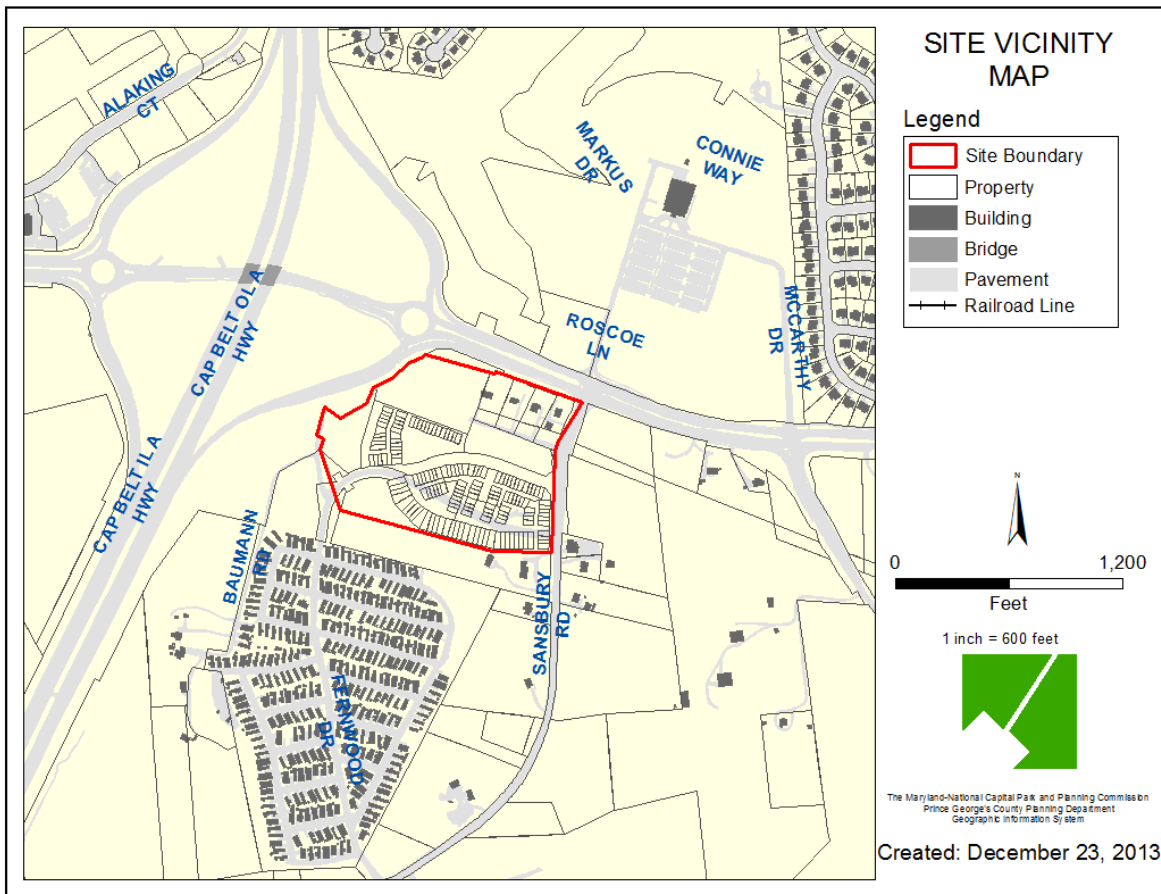 SITE VICINITY
MAP
Legend
Site Boundary
Property
Building
Bridge
Pavement
Railroad Line
ALAKING
CT
MARKUS
DR
CONNIE
WAY
CAP BELT OL A
HWY
ROSCOE
LN
MCCARTHY
DR
CAP BELT IL A
HWY
BAUMANN
RD
SANSBURY
RD
FERNWOOD
DR
N
0 1,200
Feet
1 inch = 600 feet
The Maryland-National Capital Park and Planning Commission
Prince George's County Planning Department
Geographic Information System
Created: December 23, 2013